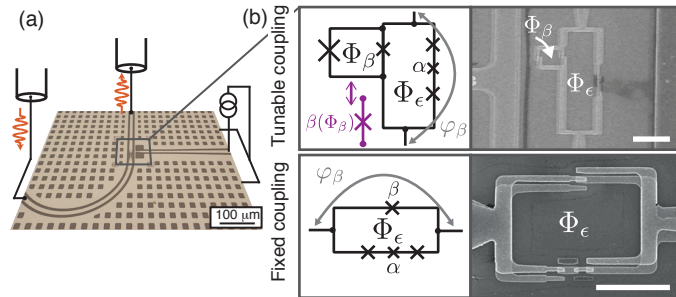 (a)
100 µm
(b)
Tunable coupling
Φβ
α
Φϵ
β(Φβ)
φβ
Φβ
Φϵ
Fixed coupling
φβ
β
Φϵ
α
Φϵ